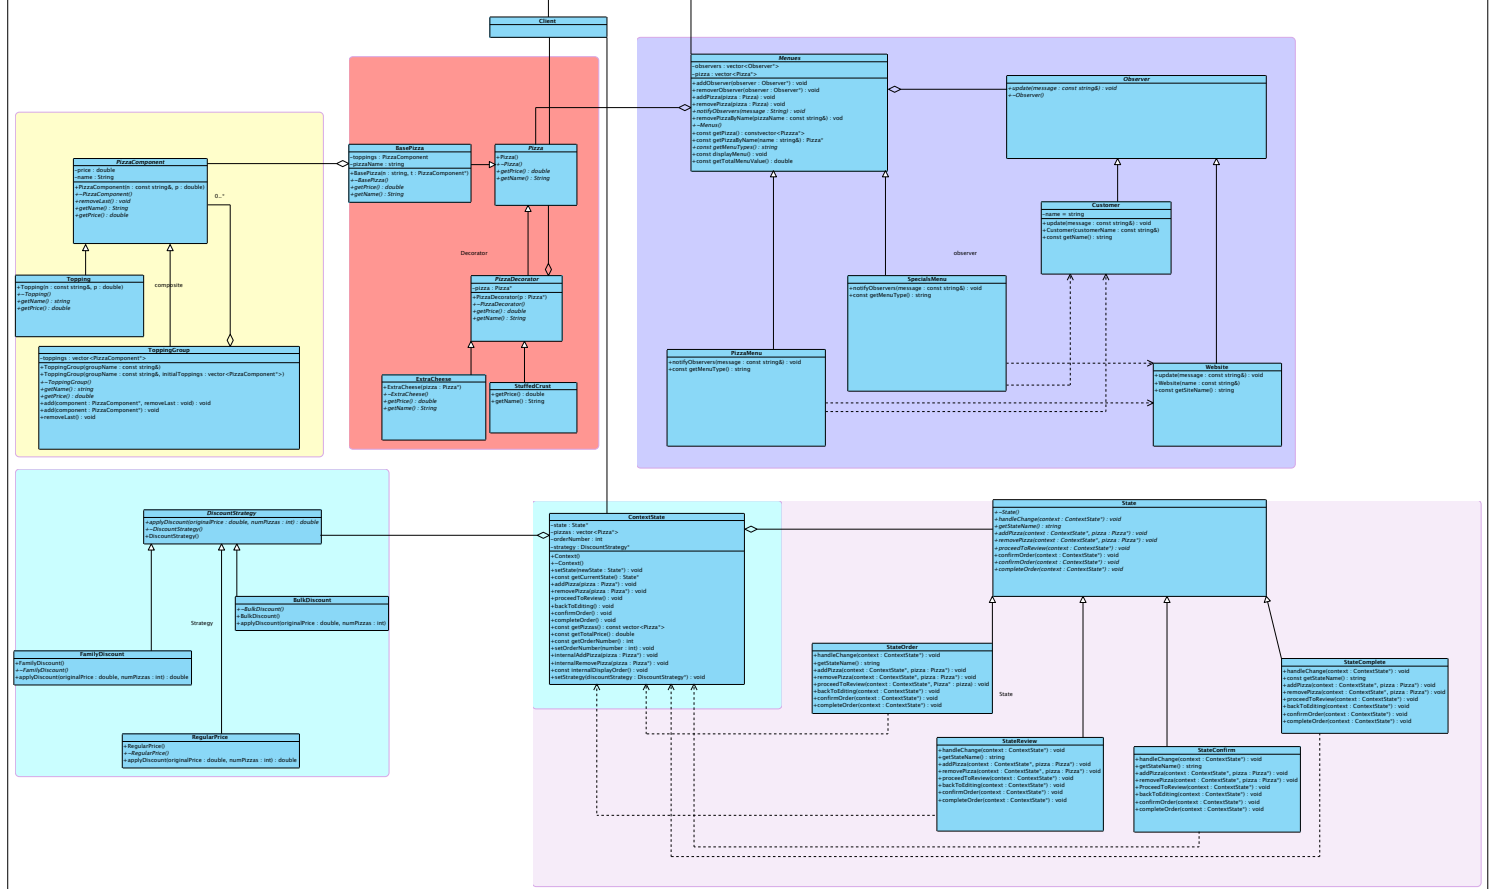 Client
Menues
-observers : vector<Observer*>
-pizza : vector<Pizza*>
+addObserver(observer : Observer*) : void
+removerObserver(observer : Observer*) : void
+addPizza(pizza : Pizza) : void
+removePizza(pizza : Pizza) : void
+notifyObservers(message : String) : void
+removePizzaByName(pizzaName : const string&) : vod
+~Menus()
+const getPizza() : constvector<Pizzza*>
+const getPizzaByName(name : string&) : Pizza*
+const getMenuTypes() : string
+const displayMenu() : void
+const getTotalMenuValue() : double
Observer
+update(message : const string&) : void
+~Observer()
PizzaComponent
-price : double
-name : String
+PizzaComponent(n : const string&, p : double)
+~PizzaComponent()
+removeLast() : void
+getName() : String
+getPrice() : double
0..*
BasePizza
-toppings : PizzaComponent
-pizzaName : string
+BasePizza(n : string, t : PizzaComponent*)
+~BasePizza()
+getPrice() : double
+getName() : String
Pizza
+Pizza()
+~Pizza()
+getPrice() : double
+getName() : String
Customer
-name = string
+update(message : const string&) : void
+Customer(customerName : const string&)
+const getName() : string
Decorator
observer
Topping
+Topping(n : const string&, p : double)
+~Topping()
+getName() : string
+getPrice() : double
composite
PizzaDecorator
-pizza : Pizza*
+PizzaDecorator(p : Pizza*)
+~PizzaDecorator()
+getPrice() : double
+getName() : String
SpecialsMenu
+notifyObservers(message : const string&) : void
+const getMenuType() : string
ToppingGroup
-toppings : vector<PizzaComponent*>
+ToppingGroup(groupName : const string&)
+ToppingGroup(groupName : const string&, initialToppings : vector<PizzaComponent*>)
+~ToppingGroup()
+getName() : string
+getPrice() : double
+add(component : PizzaComponent*, removeLast : void) : void
+add(component : PizzaComponent*) : void
+removeLast() : void
ExtraCheese
+ExtraCheese(pizza : Pizza*)
+~ExtraCheese()
+getPrice() : double
+getName() : String
StuffedCrust
+getPrice() : double
+getName() : String
PizzaMenu
+notifyObservers(message : const string&) : void
+const getMenuType() : string
Website
+update(message : const string&) : void
+Website(name : const string&)
+const getSiteName() : string
DiscountStrategy
+applyDiscount(originalPrice : double, numPizzas : int) : double
+~DiscountStrategy()
+DiscountStrategy()
ContextState
-state : State*
-pizzas : vector<Pizza*>
-orderNumber : int
-strategy : DiscountStrategy*
+Context()
+~Context()
+setState(newState : State*) : void
+const getCurrentState() : State*
+addPizza(pizza : Pizza*) : void
+removePizza(pizza : Pizza*) : void
+proceedToReview() : void
+backToEditing() : void
+confirmOrder() : void
+completeOrder() : void
+const getPizzas() : const vector<Pizza*>
+const getTotalPrice() : double
+const getOrderNumber() : int
+setOrderNumber(number : int) : void
+internalAddPizza(pizza : Pizza*) : void
+internalRemovePizza(pizza : Pizza*) : void
+const internalDisplayOrder() : void
+setStrategy(discountStrategy : DiscountStrategy*) : void
State
+~State()
+handleChange(context : ContextState*) : void
+getStateName() : string
+addPizza(context : ContextState*, pizza : Pizza*) : void
+removePizza(context : ContextState*, pizza : Pizza*) : void
+proceedToReview(context : ContextState*) : void
+confirmOrder(context : ContextState*) : void
+confirmOrder(context : ContextState*) : void
+completeOrder(context : ContextState*) : void
BulkDiscount
+~BulkDiscount()
+BulkDiscount()
+applyDiscount(originalPrice : double, numPizzas : int)
Strategy
FamilyDiscount
+FamilyDiscount()
+~FamilyDiscount()
+applyDiscount(originalPrice : double, numPizzas : int) : double
RegularPrice
+RegularPrice()
+~RegularPrice()
+applyDiscount(originalPrice : double, numPizzas : int) : double
StateOrder
+handleChange(context : ContextState*) : void
+getStateName() : string
+addPizza(context : ContextState*, pizza : Pizza*) : void
+removePizza(context : ContextState*, pizza : Pizza*) : void
+proceedToReview(context : ContextState*, Pizza* : pizza) : void
+backToEditing(context : ContextState*) : void
+confirmOrder(context : ContextState*) : void
+completeOrder(context : ContextState*) : void
State
StateComplete
+handleChange(context : ContextState*) : void
+const getStateName() : string
+addPizza(context : ContextState*, pizza : Pizza*) : void
+removePizza(context : ContextState*, pizza : Pizza*) : void
+proceedToReview(context : ContextState*) : void
+backToEditing(context : ContextState*) : void
+confirmOrder(context : ContextState*) : void
+completeOrder(context : ContextState*) : void
StateReview
+handleChange(context : ContextState*) : void
+getStateName() : string
+addPizza(context : ContextState*, pizza : Pizza*) : void
+removePizza(context : ContextState*, pizza : Pizza*) : void
+proceedToReview(context : ContextState*) : void
+backToEditing(context : ContextState*) : void
+confirmOrder(context : ContextState*) : void
+completeOrder(context : ContextState*) : void
StateConfirm
+handleChange(context : ContextState*) : void
+getStateName() : string
+addPizza(context : ContextState*, pizza : Pizza*) : void
+removePizza(context : ContextState*, pizza : Pizza*) : void
+ProceedToReview(context : ContextState*) : void
+backToEditing(context : ContextState*) : void
+confirmOrder(context : ContextState*) : void
+completeOrder(context : ContextState*) : void